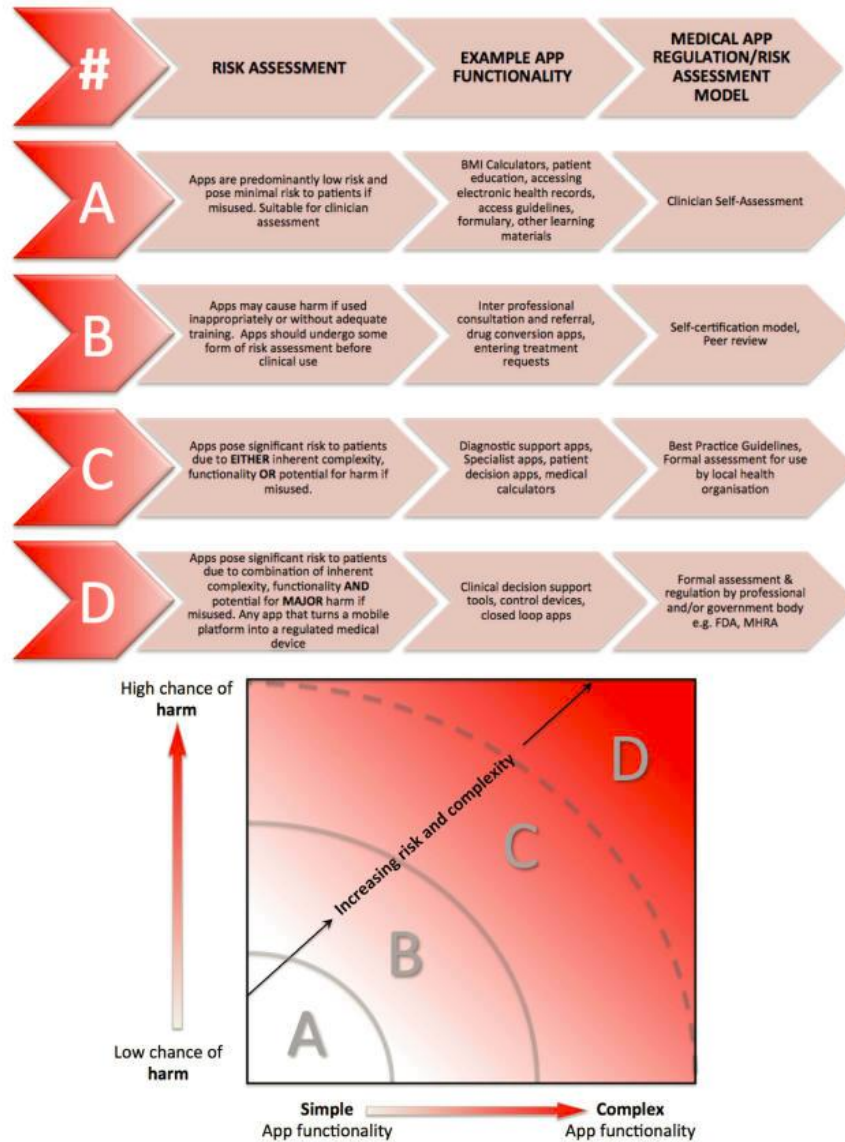 #
RISK ASSESSMENT
EXAMPLE APP
FUNCTIONALITY
MEDICAL APP
REGULATION/RISK
ASSESSMENT
MODEL
A
Apps are predominantly low risk and
pose minimal risk to patients if
misused. Suitable for clinician
assessment
BMI Calculators, patient
education, accessing
electronic health records,
access guidelines,
formulary, other learning
materials
Clinician Self-Assessment
B
Apps may cause harm if used
inappropriately or without adequate
training. Apps should undergo some
form of risk assessment before
clinical use
Inter professional
consultation and referral,
drug conversion apps,
entering treatment
requests
Self-certification model,
Peer review
C
Apps pose significant risk to patients
due to EITHER inherent complexity,
functionality OR potential for harm if
misused.
Diagnostic support apps,
Specialist apps, patient
decision apps, medical
calculators
Best Practice Guidelines,
Formal assessment for use
by local health
organisation
D
Apps pose significant risk to patients
due to combination of inherent
complexity, functionality AND
potential for MAJOR harm if
misused. Any app that turns a mobile
platform into a regulated medical
device
Clinical decision support
tools, control devices,
closed loop apps
Formal assessment &
regulation by professional
and/or government body
e.g. FDA, MHRA
High chance of
harm
Low chance of
harm
Increasing risk and complexity
D
C
B
A
Simple
App functionality
Complex
App functionality